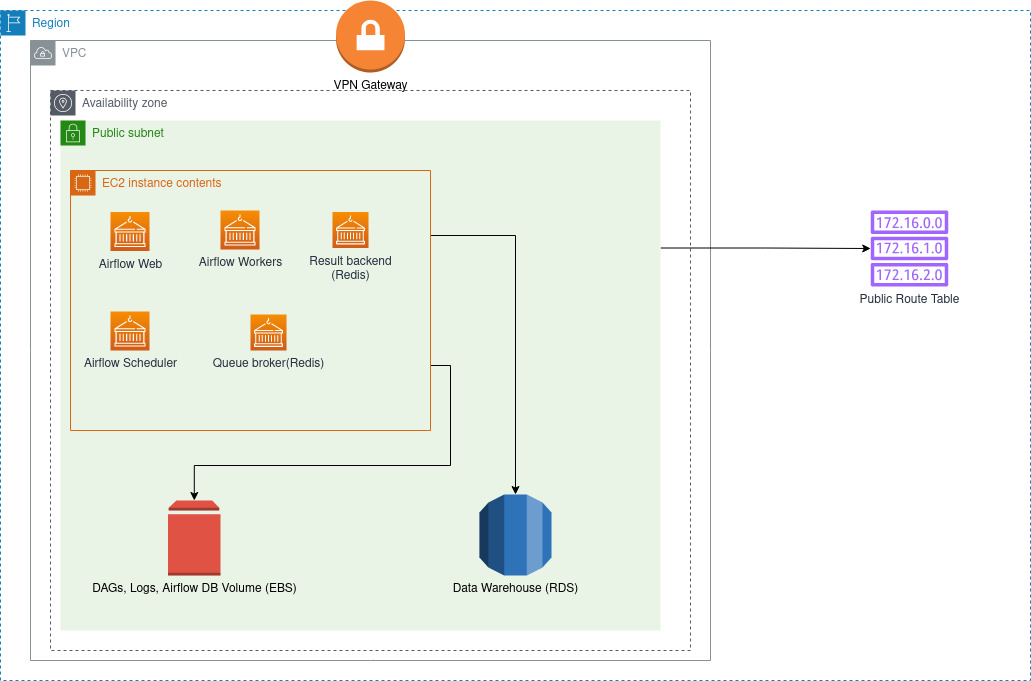 Region
VPC
VPN Gateway
Availability zone
Public subnet
EC2 instance contents
Airflow Web
Airflow Workers
Result backend
(Redis)
Airflow Scheduler
Queue broker(Redis)
172.16.0.0
172.16.1.0
172.16.2.0
Public Route Table
DAGs, Logs, Airflow DB Volume (EBS)
Data Warehouse (RDS)